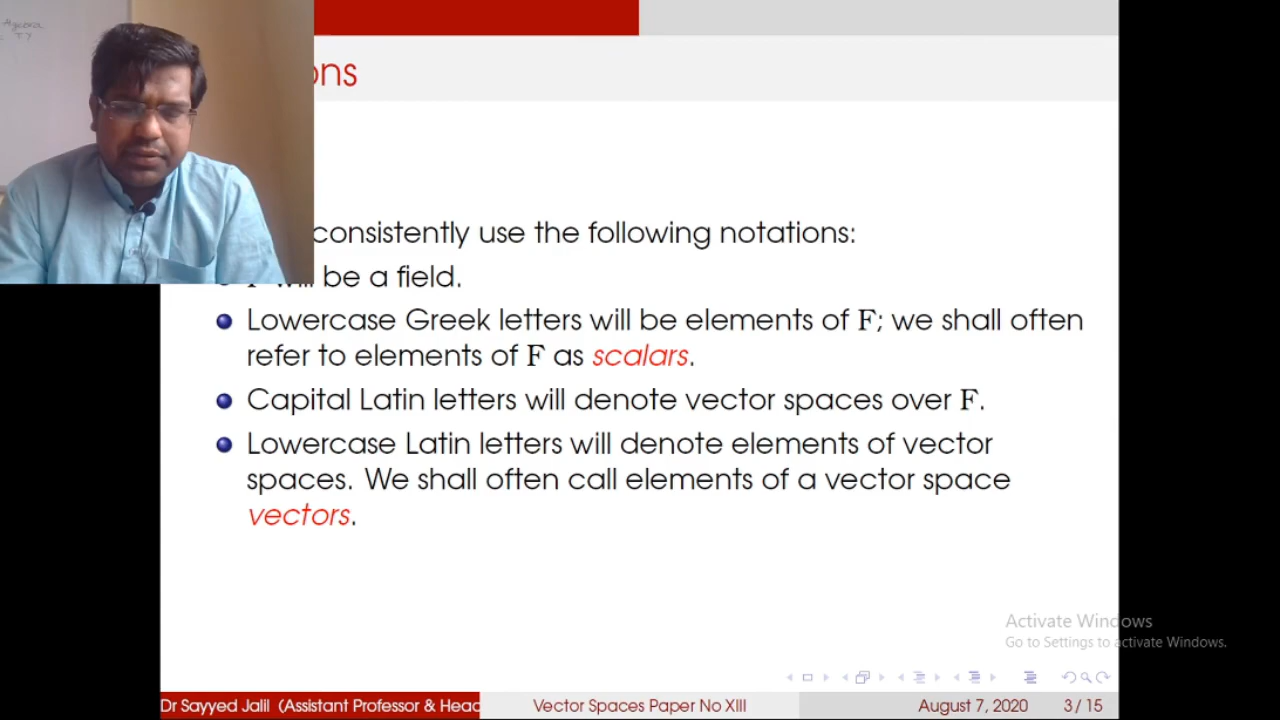 Algebra
ons
consistently use the following notations:
F will be a field.
Lowercase Greek letters will be elements of F; we shall often
refer to elements of F as scalars.
Capital Latin letters will denote vector spaces over F.
Lowercase Latin letters will denote elements of vector
spaces. We shall often call elements of a vector space
vectors.
Activate Windows
Go to Settings to activate Windows.
Dr Sayyed Jalil (Assistant Professor & Head
Vector Spaces Paper No XIII
August 7, 2020
3 / 15